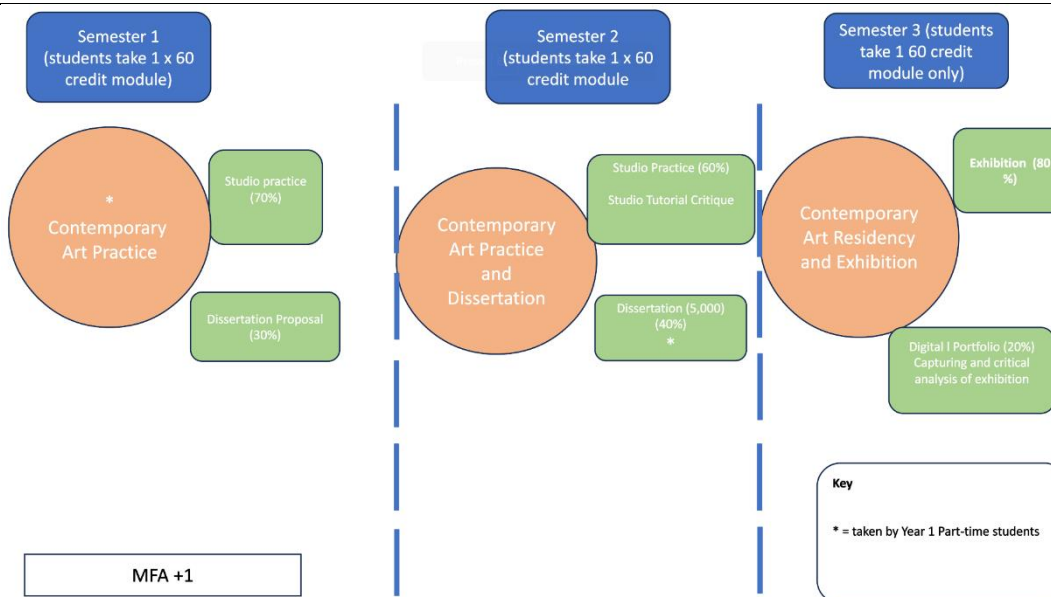 Semester 1
(students take 1 x 60
credit module)
Semester 2
(students take 1 x 60
credit module
Semester 3 (students
take 1 60 credit
module only)
*
Contemporary
Art Practice
Studio practice
(70%)
Dissertation Proposal
(30%)
Contemporary
Art Practice
and
Dissertation
Studio Practice (60%)
Studio Tutorial Critique
Dissertation (5,000)
(40%)
*
Contemporary
Art Residency
and Exhibition
Exhibition (80
%)
Digital l Portfolio (20%)
Capturing and critical
analysis of exhibition
Key
* = taken by Year 1 Part-time students
MFA +1